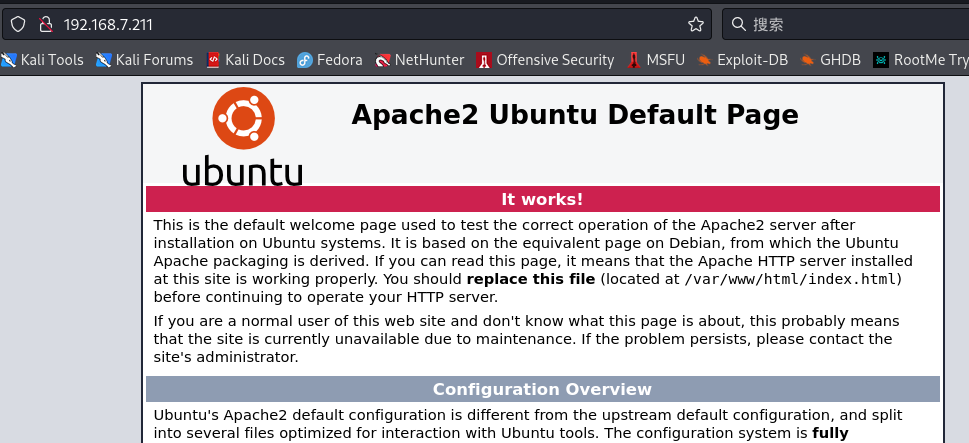 192.168.7.211
搜索
Kali Tools Kali Forums Kali Docs Fedora NetHunter Offensive Security MSFU Exploit-DB GHDB RootMe Try
ubuntu
Apache2 Ubuntu Default Page
It works!
This is the default welcome page used to test the correct operation of the Apache2 server after
installation on Ubuntu systems. It is based on the equivalent page on Debian, from which the Ubuntu
Apache packaging is derived. If you can read this page, it means that the Apache HTTP server installed
at this site is working properly. You should replace this file (located at /var/www/html/index.html)
before continuing to operate your HTTP server.
If you are a normal user of this web site and don't know what this page is about, this probably means
that the site is currently unavailable due to maintenance. If the problem persists, please contact the
site's administrator.
Configuration Overview
Ubuntu's Apache2 default configuration is different from the upstream default configuration, and split
into several files optimized for interaction with Ubuntu tools. The configuration system is fully